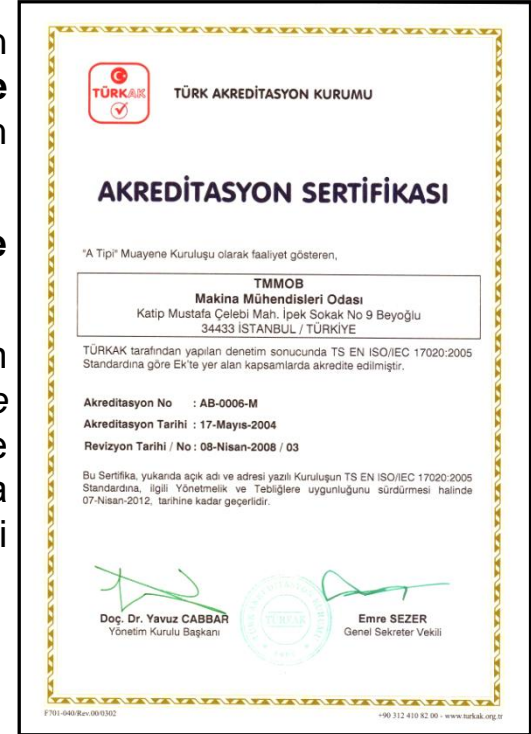 n
e
n
e
n
e
e
a
i
TÜRKAK
TÜRK AKREDİTASYON KURUMU
AKREDİTASYON SERTİFİKASI
"A Tipi" Muayene Kuruluşu olarak faaliyet gösteren,
TMMOB
Makina Mühendisleri Odası
Katip Mustafa Çelebi Mah. İpek Sokak No 9 Beyoğlu
34433 İSTANBUL / TÜRKİYE
TÜRKAK tarafından yapılan denetim sonucunda TS EN ISO/IEC 17020:2005
Standardına göre Ek'te yer alan kapsamlarda akredite edilmiştir.
Akreditasyon No : AB-0006-M
Akreditasyon Tarihi : 17-Mayıs-2004
Revizyon Tarihi / No : 08-Nisan-2008 / 03
Bu Sertifika, yukarıda açık adı ve adresi yazılı Kuruluşun TS EN ISO/IEC 17020:2005
Standardına, ilgili Yönetmelik ve Tebliğlere uygunluğunu sürdürmesi halinde
07-Nisan-2012, tarihine kadar geçerlidir.
Doç. Dr. Yavuz CABBAR
Yönetim Kurulu Başkanı
TÜRKAK
Emre SEZER
Genel Sekreter Vekili
F701-040/Rev.00/0302
+90 312 410 82 00 - www.turkak.org.tr